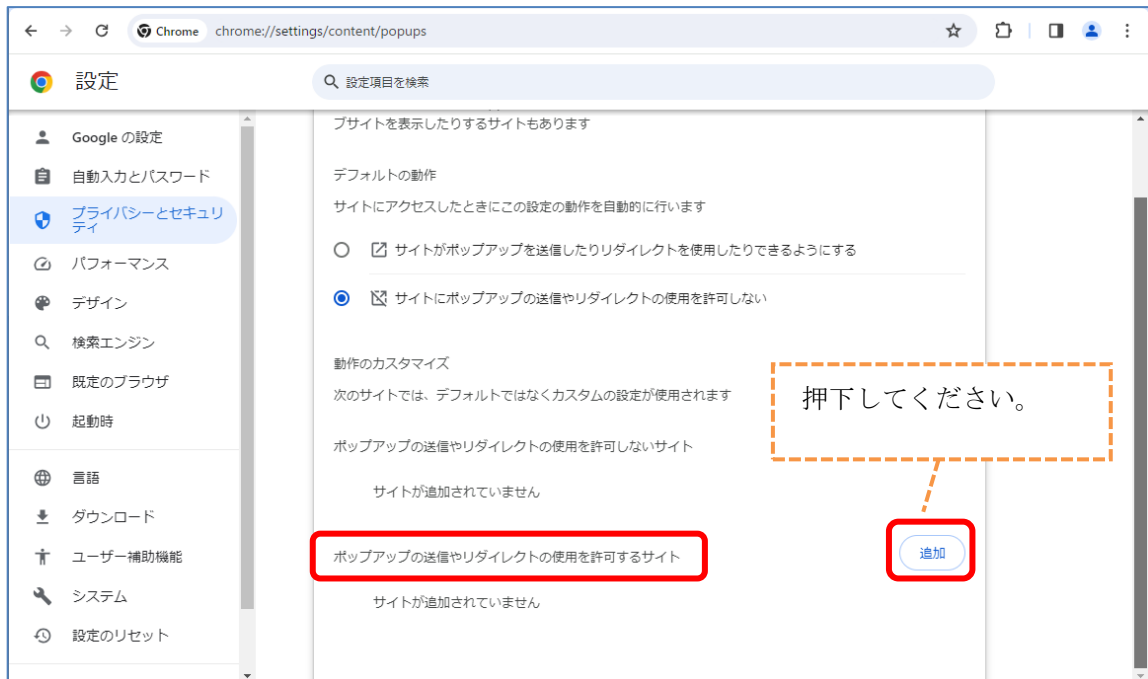 Chrome chrome://settings/content/popups
設定
設定項目を検索
Google の設定
自動入力とパスワード
プライバシーとセキュリ
ティ
パフォーマンス
デザイン
検索エンジン
既定のブラウザ
起動時
言語
ダウンロード
ユーザー補助機能
システム
設定のリセット
ブサイトを表示したりするサイトもあります
デフォルトの動作
サイトにアクセスしたときにこの設定の動作を自動的に行います
サイトがポップアップを送信したりリダイレクトを使用したりできるようにする
サイトにポップアップの送信やリダイレクトの使用を許可しない
動作のカスタマイズ
次のサイトでは、デフォルトではなくカスタムの設定が使用されます
押下してください。
ポップアップの送信やリダイレクトの使用を許可しないサイト
サイトが追加されていません
ポップアップの送信やリダイレクトの使用を許可するサイト
追加
サイトが追加されていません